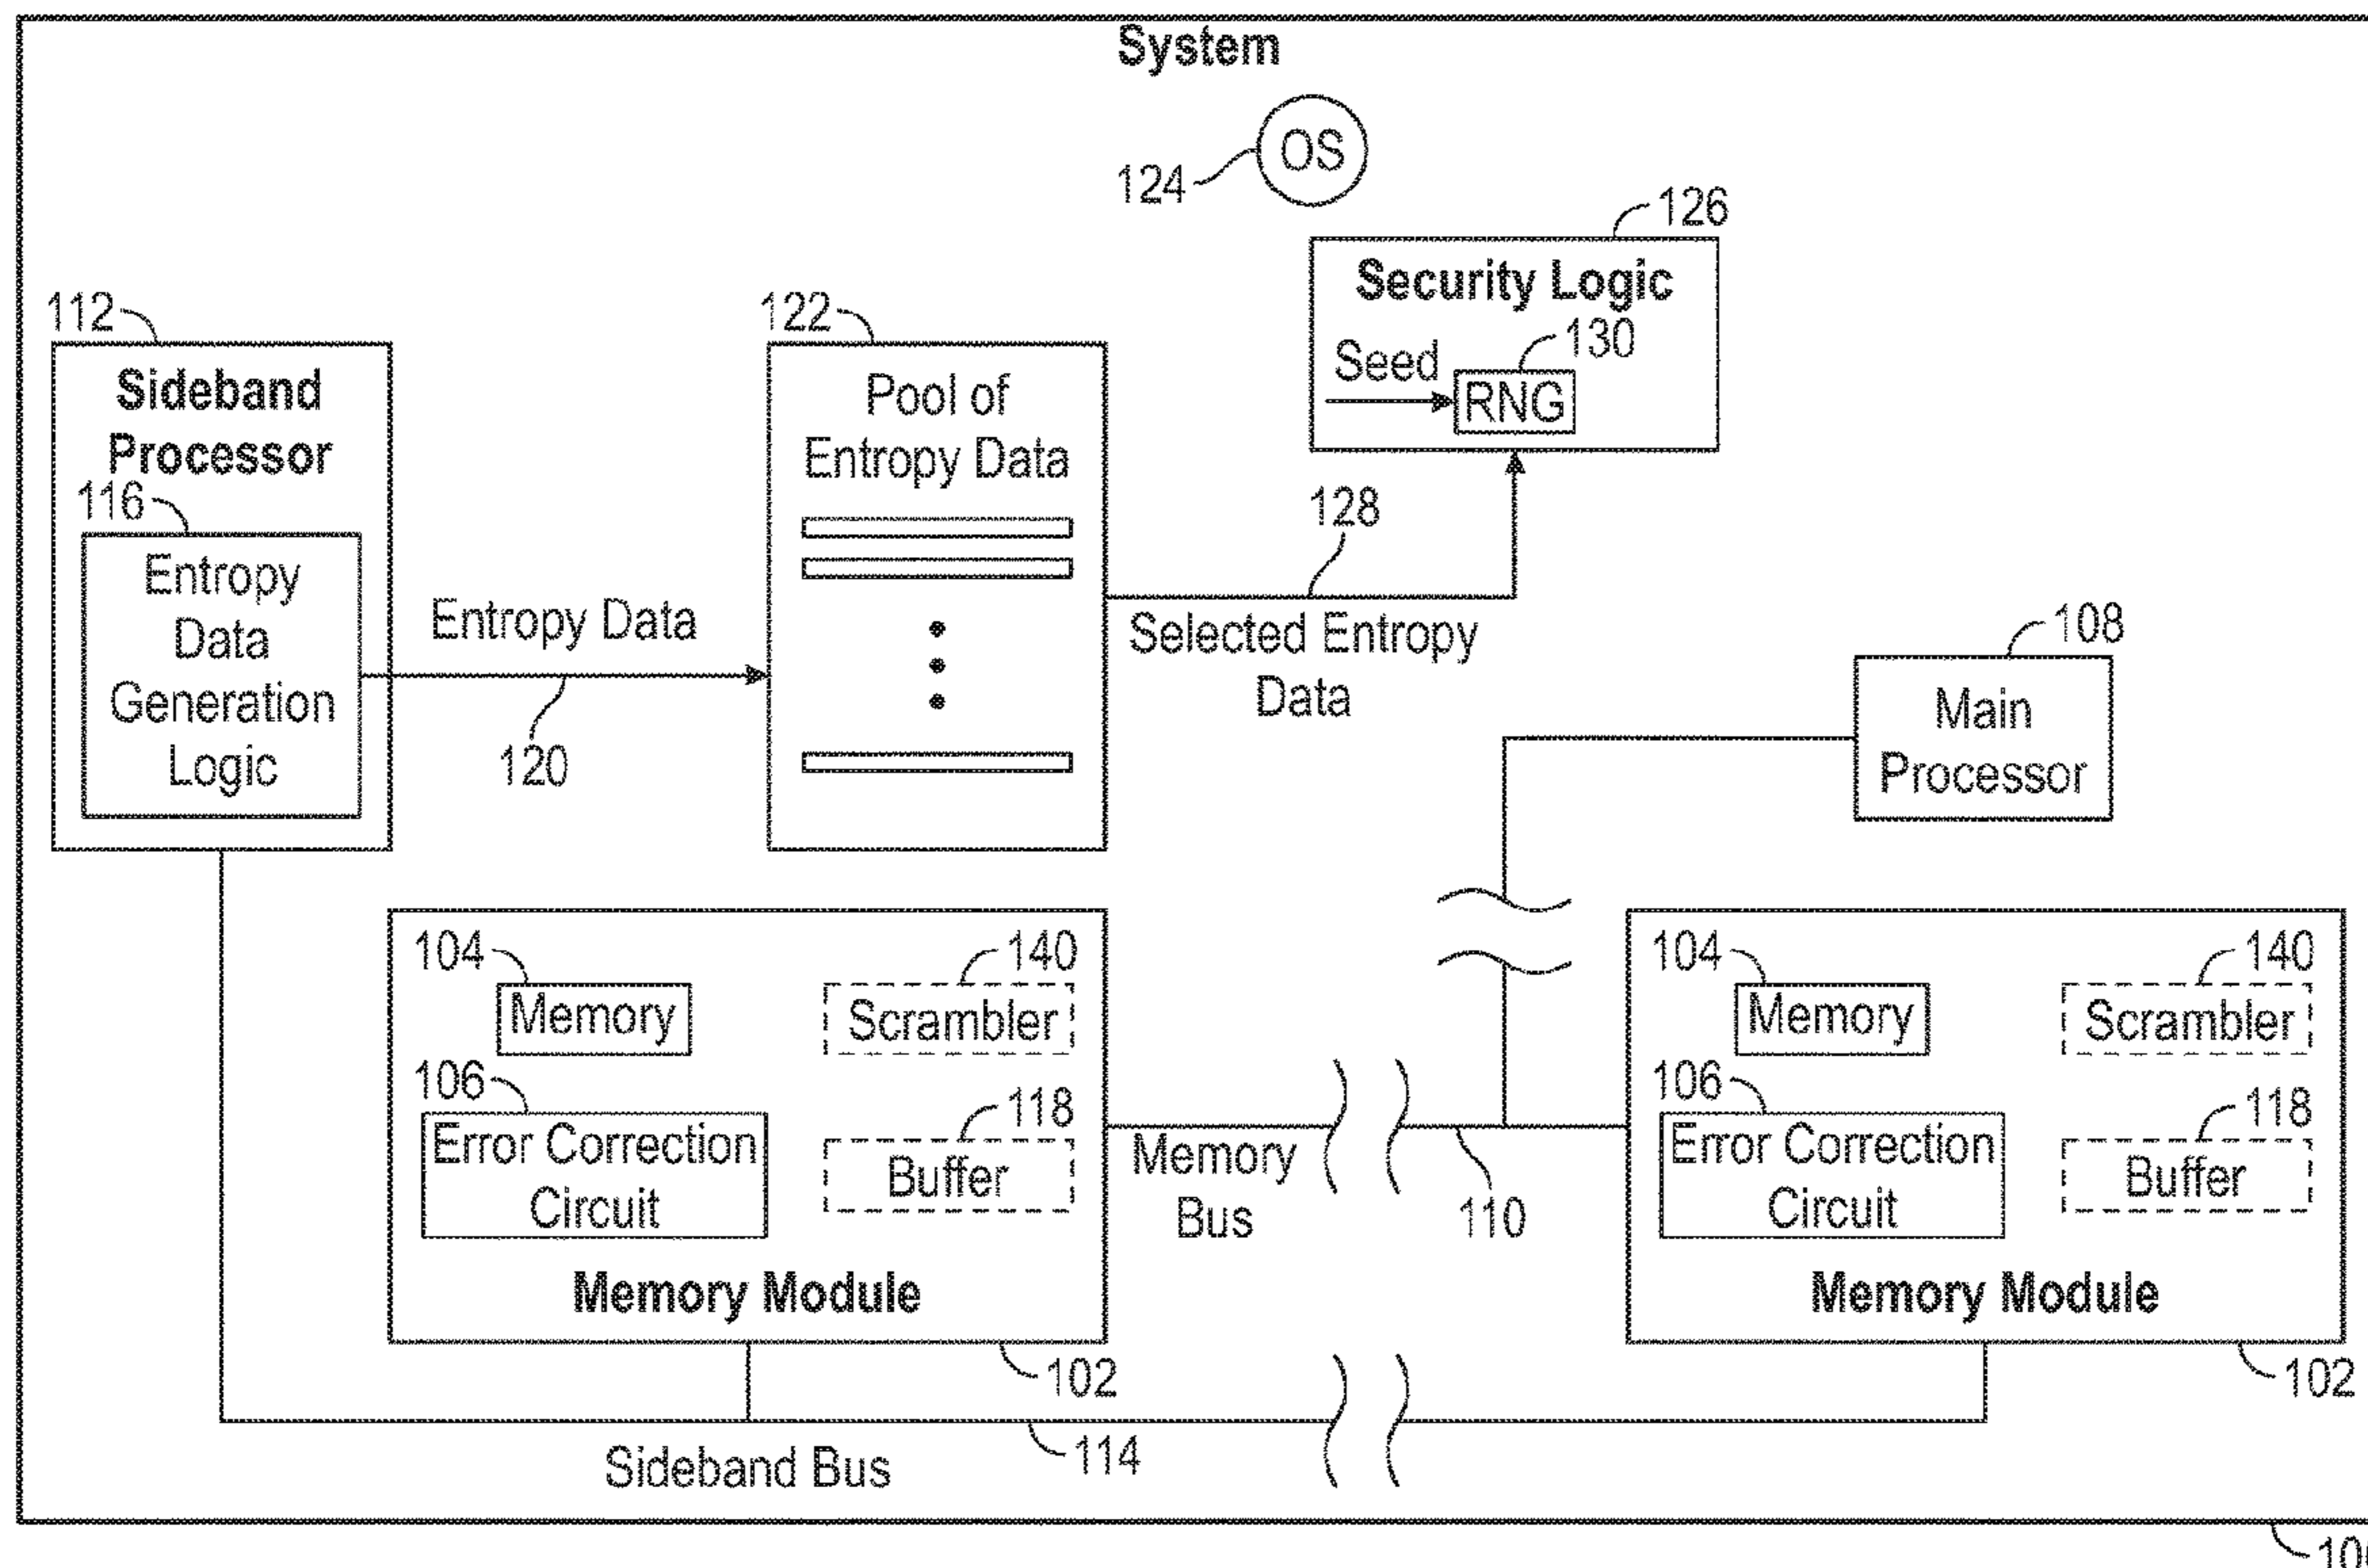 System
OS
124
126
Security Logic
130
Seed
RNG
112
Sideband
Processor
116
Entropy
Data
Generation
Logic
Entropy Data
120
122
Pool of
Entropy Data
128
Selected Entropy
Data
108
Main
Processor
104
Memory
140
Scrambler
106
Error Correction
Circuit
118
Buffer
Memory Module
102
Memory
Bus
110
104
Memory
140
Scrambler
106
Error Correction
Circuit
118
Buffer
Memory Module
102
Sideband Bus
114